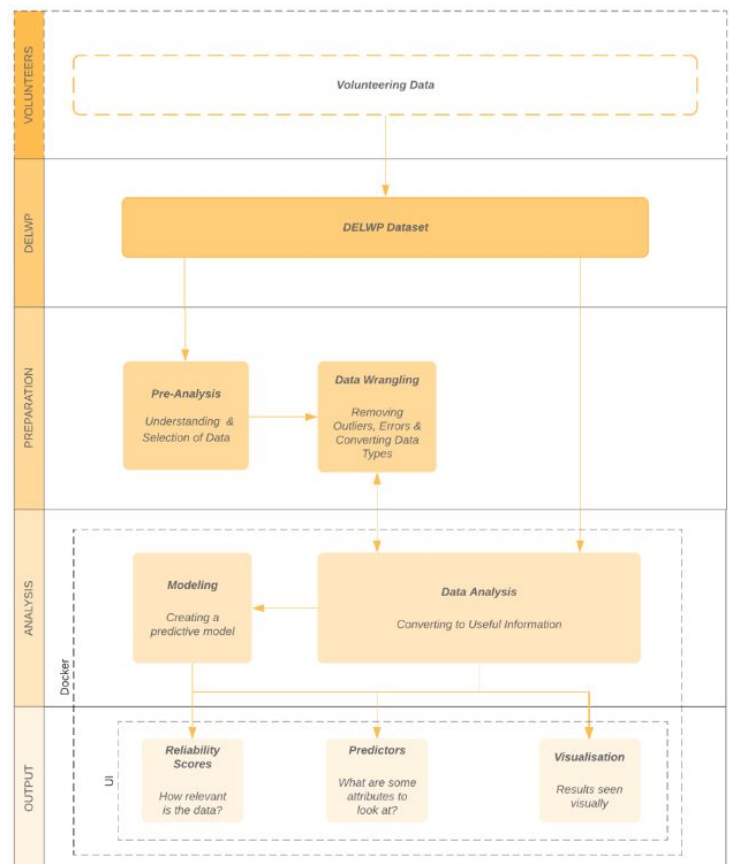 VOLUNTEERS
Volunteering Data
DELWP
DELWP Dataset
PREPARATION
Pre-Analysis
Understanding &
Selection of Data
Data Wrangling
Removing
Outliers, Errors &
Converting Data
Types
ANALYSIS
Docker
Modeling
Creating a
predictive model
Data Analysis
Converting to Useful Information
OUTPUT
UI
Reliability
Scores
How relevant
is the data?
Predictors
What are some
attributes to
look at?
Visualisation
Results seen
visually